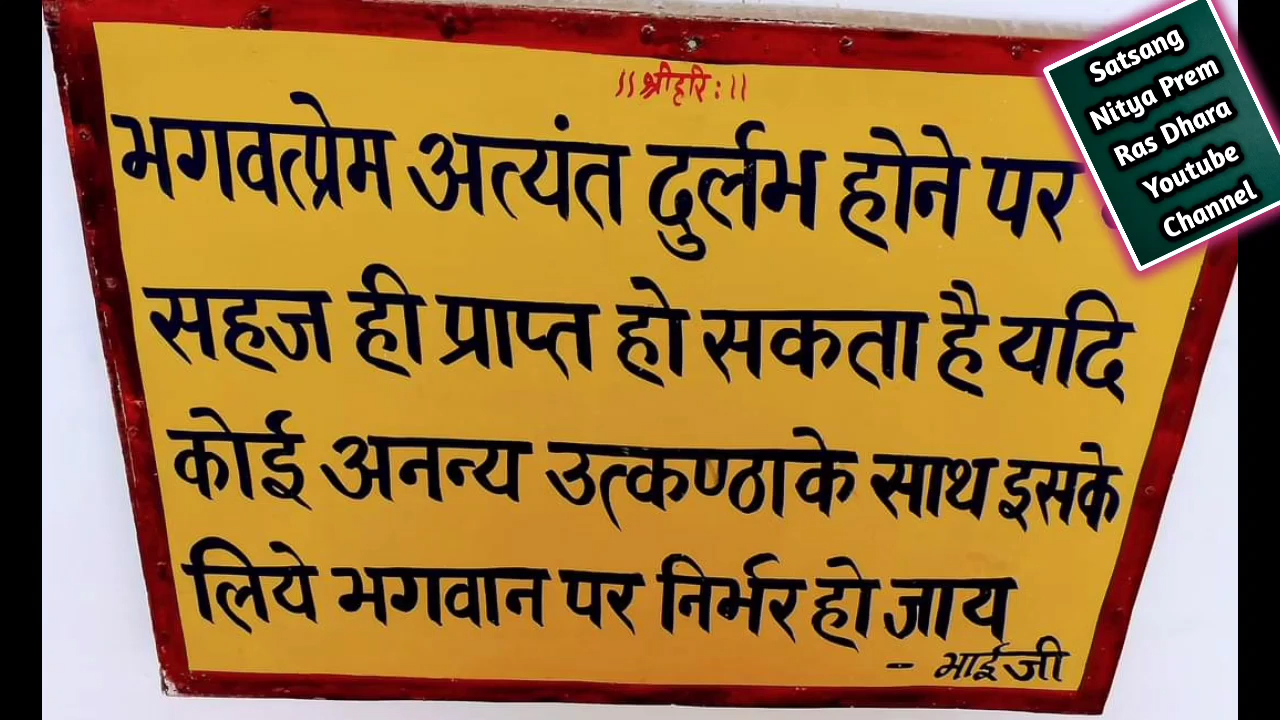 ।।श्रीहरि:।।
भगवत्प्रेम अत्यंत दुर्लभ होने पर
सहज ही प्राप्त हो सकता है यदि
कोई अनन्य उत्कण्ठाके साथ इसके
लिये भगवान पर निर्भर हो जाय
- भाईजी
Satsang
Nitya Prem
Ras Dhara
Youtube
Channel